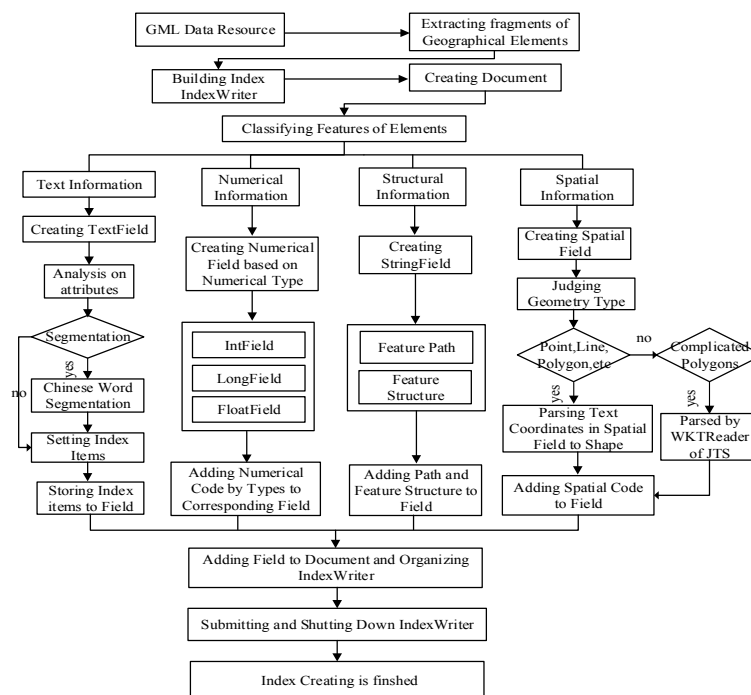 GML Data Resource
Extracting fragments of
Geographical Elements
Building Index
IndexWriter
Creating Document
Classifying Features of Elements
Text Information
Numerical
Information
Structural
Information
Spatial
Information
Creating TextField
Creating Numerical
Field based on
Numerical Type
Creating
StringField
Creating Spatial
Field
Analysis on
attributes
Judging
Geometry Type
Segmentation
IntField
LongField
FloatField
Feature Path
Feature
Structure
Point,Line,
Polygon,etc
no
Complicated
Polygons
yes
no
Chinese Word
Segmentation
yes
yes
Parsing Text
Coordinates in Spatial
Field to Shape
Parsed by
WKTReader
of JTS
Setting Index
Items
Storing Index
items to Field
Adding Numerical
Code by Types to
Corresponding Field
Adding Path and
Feature Structure to
Field
Adding Spatial Code
to Field
Adding Field to Document and Organizing
IndexWriter
Submitting and Shutting Down IndexWriter
Index Creating is finshed